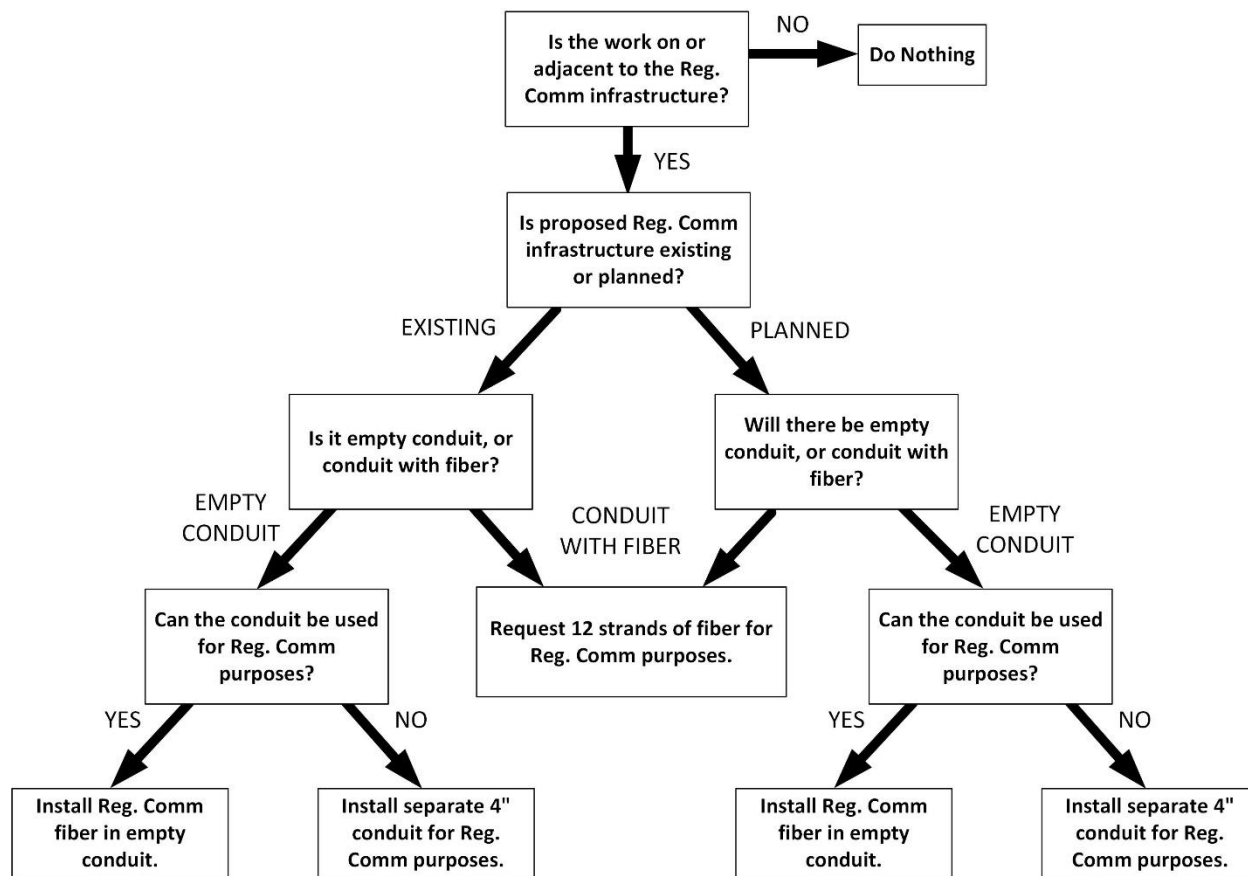 Is the work on or
adjacent to the Reg.
Comm infrastructure?
NO
Do Nothing
YES
Is proposed Reg. Comm
infrastructure existing
or planned?
EXISTING
PLANNED
Is it empty conduit, or
conduit with fiber?
Will there be empty
conduit, or conduit with
fiber?
EMPTY
CONDUIT
CONDUIT
WITH FIBER
EMPTY
CONDUIT
Can the conduit be used
for Reg. Comm
purposes?
Request 12 strands of fiber for
Reg. Comm purposes.
Can the conduit be used
for Reg. Comm
purposes?
YES
NO
YES
NO
Install Reg. Comm
fiber in empty
conduit.
Install separate 4"
conduit for Reg.
Comm purposes.
Install Reg. Comm
fiber in empty
conduit.
Install separate 4"
conduit for Reg.
Comm purposes.